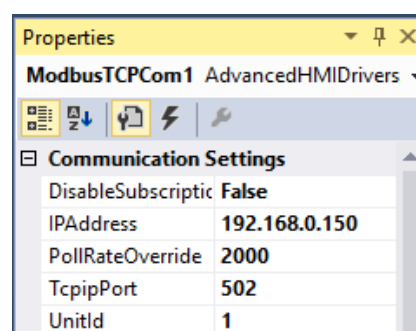 Properties
ModbusTCPCom1 AdvancedHMIDrivers
Communication Settings
DisableSubscriptic False
IPAddress 192.168.0.150
PollRateOverride 2000
TcpipPort 502
UnitId 1